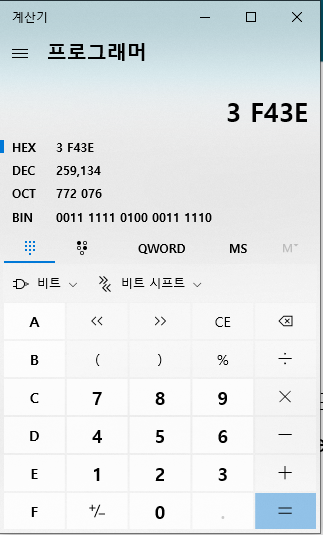 계산기
프로그래머
3 F43E
HEX 3 F43E
DEC 259,134
OCT 772 076
BIN 0011 1111 0100 0011 1110
QWORD MS M˅
비트 비트 시프트
A << >> CE
B ( ) % ÷
C 7 8 9 ×
D 4 5 6 −
E 1 2 3 +
F +/− 0 . =